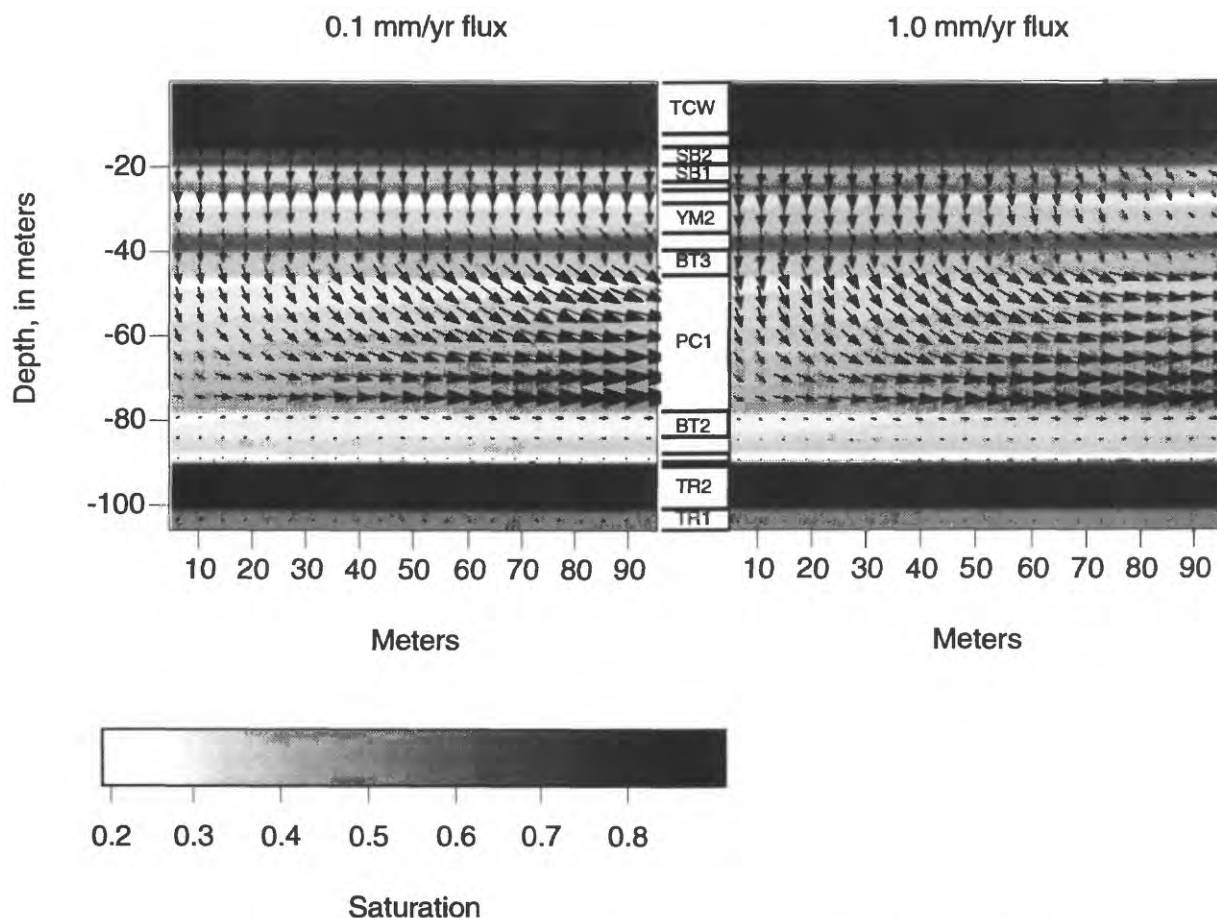 0.1 mm/yr flux
1.0 mm/yr flux
Depth, in meters
-20
-40
-60
-80
-100
TCW
SB2
SB1
YM2
BT3
PC1
BT2
TR2
TR1
10 20 30 40 50 60 70 80 90
10 20 30 40 50 60 70 80 90
Meters
Meters
0.2 0.3 0.4 0.5 0.6 0.7 0.8
Saturation